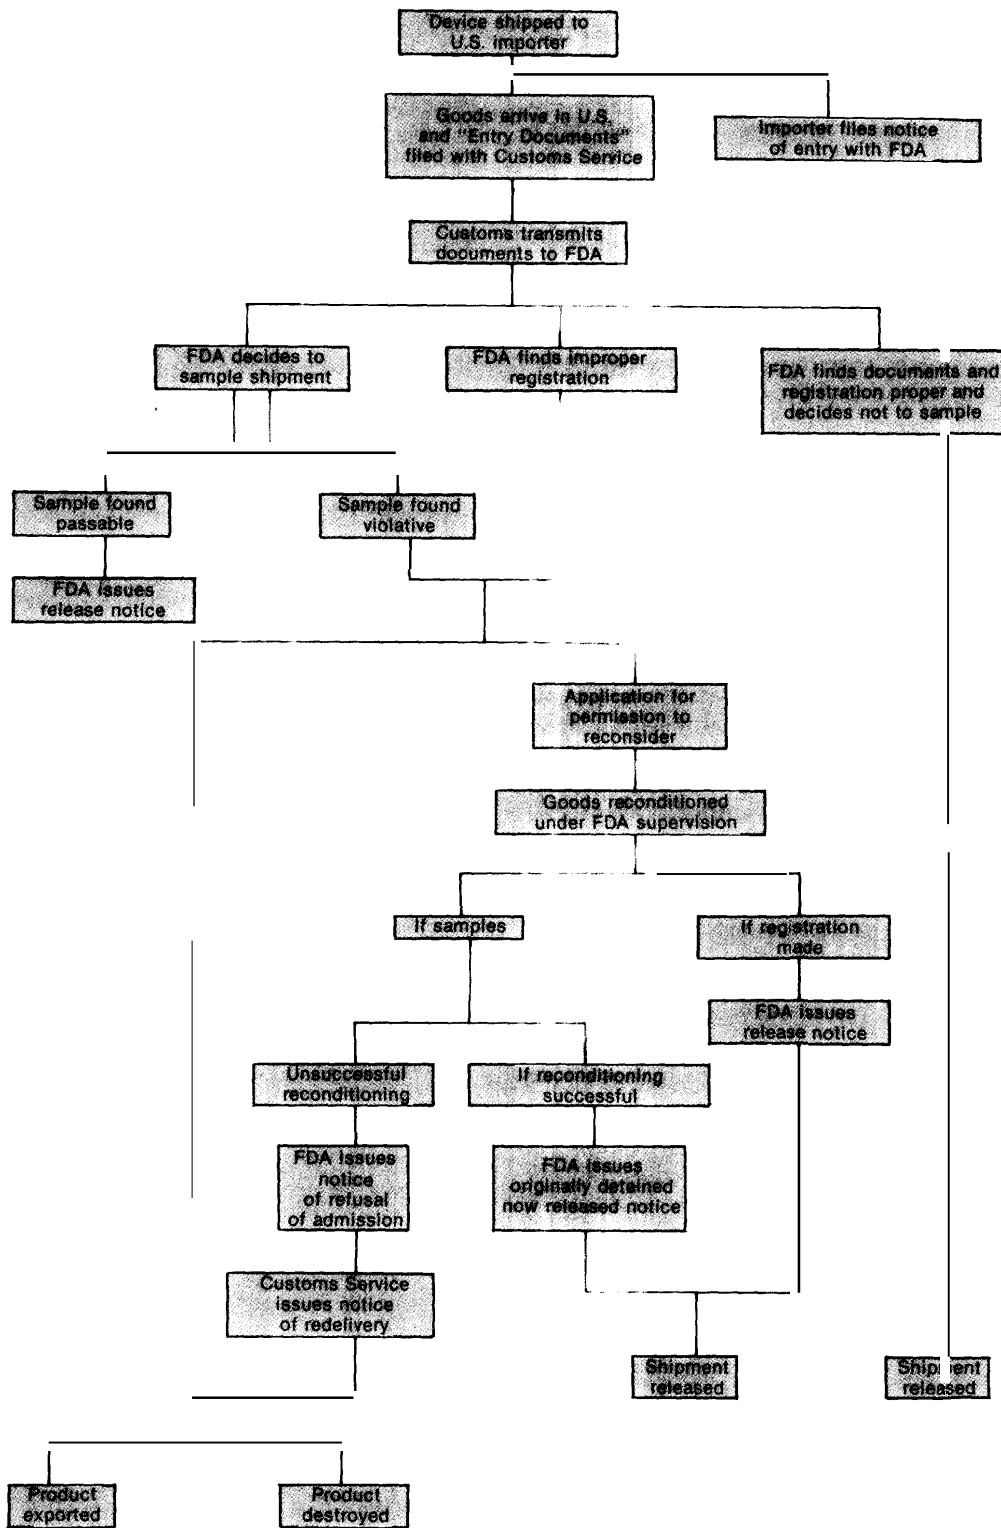 Device shipped to
U.S. importer
Goods arrive in U.S.
and "Entry Documents"
filed with Customs Service
Importer files notice
of entry with FDA
Customs transmits
documents to FDA
FDA decides to
sample shipment
FDA finds improper
registration
FDA finds documents and
registration proper and
decides not to sample
Sample found
passable
Sample found
violative
FDA issues
release notice
Application for
permission to
reconsider
Goods reconditioned
under FDA supervision
If samples
If registration
made
FDA issues
release notice
Unsuccessful
reconditioning
If reconditioning
successful
FDA issues
notice
of refusal
of admission
FDA issues
originally detained
now released notice
Customs Service
issues notice
of redelivery
Shipment
released
Shipment
released
Product
exported
Product
destroyed